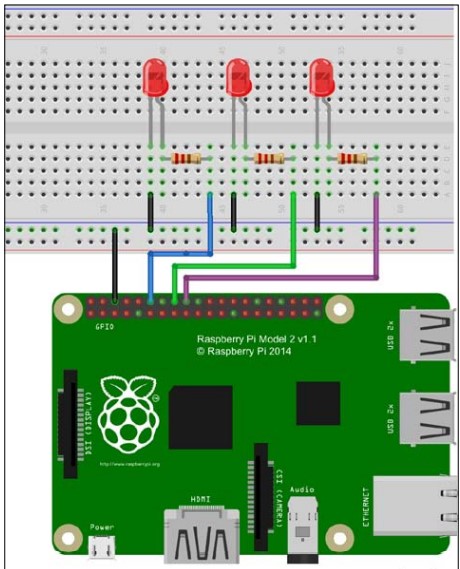 GPIO
Raspberry Pi Model 2 v1.1
© Raspberry Pi 2014
USB 2x
DSI (DISPLAY)
http://www.raspberrypi.org
USB 2x
HDMI
CSI (CAMERA)
Audio
ETHERNET
Power